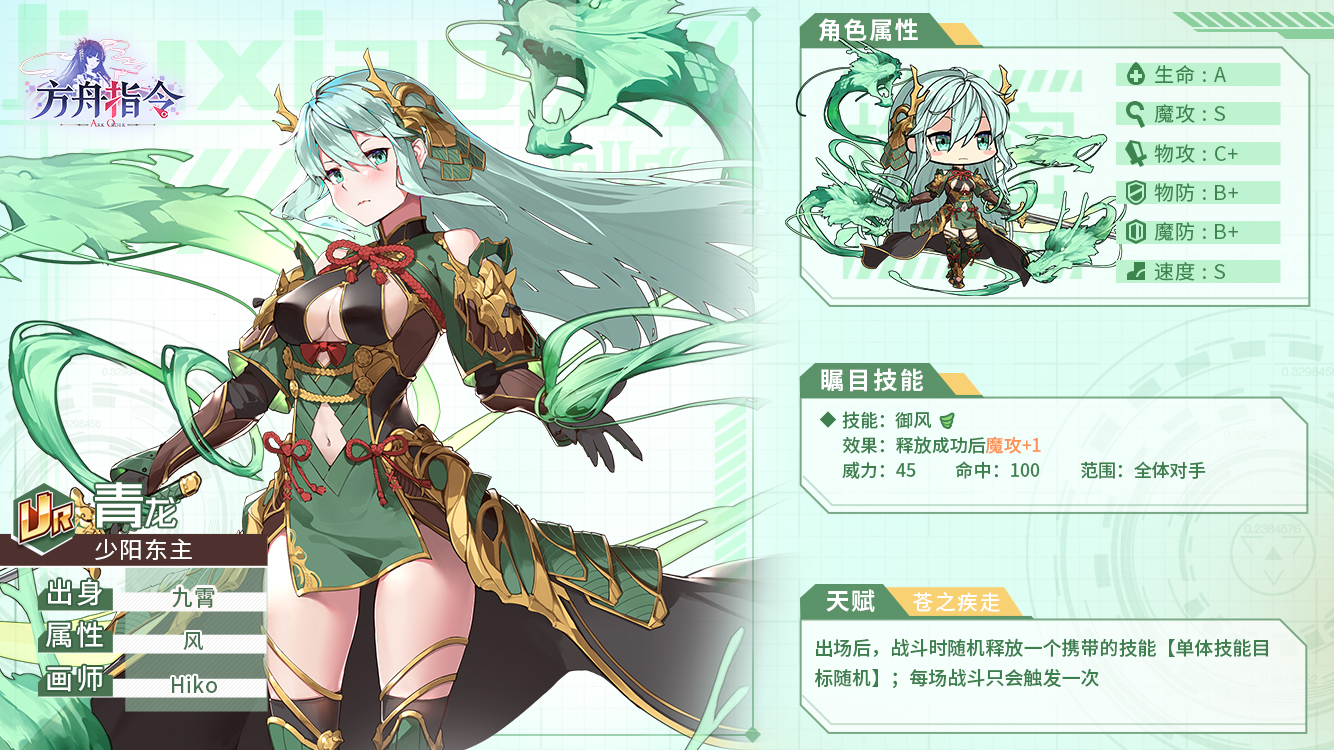 方舟指令
ARK ORDER
UR
青龙
少阳东主
出身 九霄
属性 风
画师 Hiko
角色属性
生命：A
魔攻：S
物攻：C+
物防：B+
魔防：B+
速度：S
瞩目技能
技能：御风
效果：释放成功后魔攻+1
威力：45 命中：100 范围：全体对手
天赋 苍之疾走
出场后，战斗时随机释放一个携带的技能【单体技能目
标随机】；每场战斗只会触发一次
0.2384576